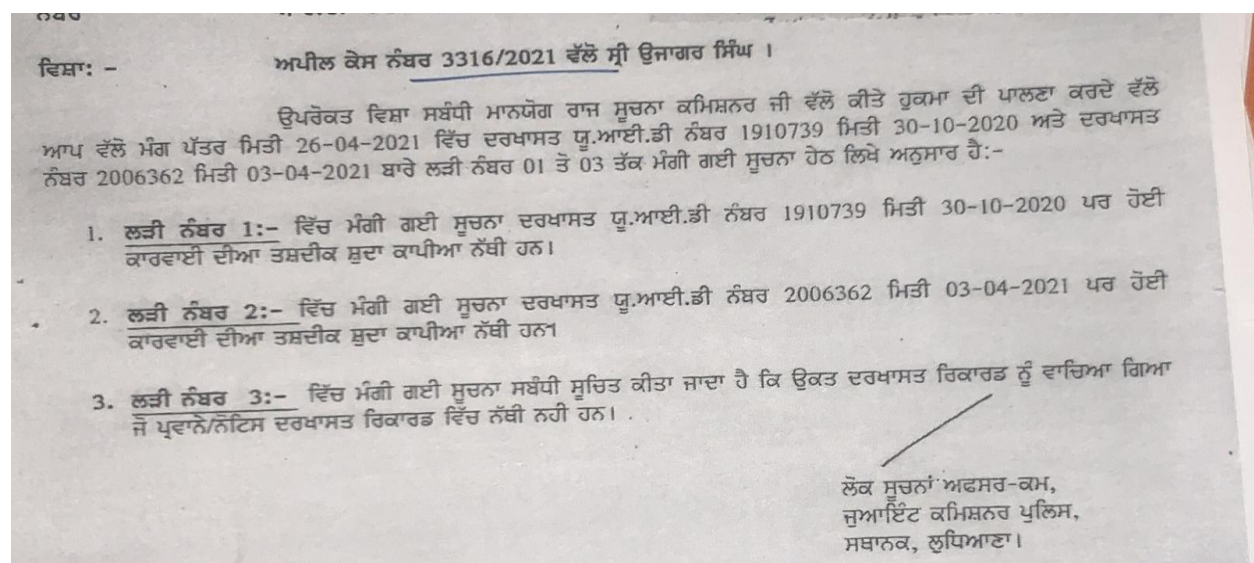 ਨੰਬਰ
ਵਿਸ਼ਾ: - ਅਪੀਲ ਕੇਸ ਨੰਬਰ 3316/2021 ਵੱਲੋ ਸ੍ਰੀ ਉਜਾਗਰ ਸਿੰਘ ।
ਉਪਰੋਕਤ ਵਿਸ਼ਾ ਸਬੰਧੀ ਮਾਨਯੋਗ ਰਾਜ ਸੂਚਨਾ ਕਮਿਸ਼ਨਰ ਜੀ ਵੱਲੋ ਕੀਤੇ ਹੁਕਮਾ ਦੀ ਪਾਲਣਾ ਕਰਦੇ ਵੱਲੋ
ਆਪ ਵੱਲੋ ਮੰਗ ਪੱਤਰ ਮਿਤੀ 26-04-2021 ਵਿੱਚ ਦਰਖਾਸਤ ਯੂ.ਆਈ.ਡੀ ਨੰਬਰ 1910739 ਮਿਤੀ 30-10-2020 ਅਤੇ ਦਰਖਾਸਤ
ਨੰਬਰ 2006362 ਮਿਤੀ 03-04-2021 ਬਾਰੇ ਲੜੀ ਨੰਬਰ 01 ਤੋ 03 ਤੱਕ ਮੰਗੀ ਗਈ ਸੂਚਨਾ ਹੇਠ ਲਿਖੇ ਅਨੁਸਾਰ ਹੈ:-
1. ਲੜੀ ਨੰਬਰ 1:- ਵਿੱਚ ਮੰਗੀ ਗਈ ਸੂਚਨਾ ਦਰਖਾਸਤ ਯੂ.ਆਈ.ਡੀ ਨੰਬਰ 1910739 ਮਿਤੀ 30-10-2020 ਪਰ ਹੋਈ
ਕਾਰਵਾਈ ਦੀਆ ਤਸ਼ਦੀਕ ਸ਼ੁਦਾ ਕਾਪੀਆ ਨੱਥੀ ਹਨ।
2. ਲੜੀ ਨੰਬਰ 2:- ਵਿੱਚ ਮੰਗੀ ਗਈ ਸੂਚਨਾ ਦਰਖਾਸਤ ਯੂ.ਆਈ.ਡੀ ਨੰਬਰ 2006362 ਮਿਤੀ 03-04-2021 ਪਰ ਹੋਈ
ਕਾਰਵਾਈ ਦੀਆ ਤਸ਼ਦੀਕ ਸ਼ੁਦਾ ਕਾਪੀਆ ਨੱਥੀ ਹਨ।
3. ਲੜੀ ਨੰਬਰ 3:- ਵਿੱਚ ਮੰਗੀ ਗਈ ਸੂਚਨਾ ਸਬੰਧੀ ਸੂਚਿਤ ਕੀਤਾ ਜਾਦਾ ਹੈ ਕਿ ਉਕਤ ਦਰਖਾਸਤ ਰਿਕਾਰਡ ਨੂੰ ਵਾਚਿਆ ਗਿਆ
ਜੋ ਪ੍ਰਵਾਨੇ/ਨੋਟਿਸ ਦਰਖਾਸਤ ਰਿਕਾਰਡ ਵਿੱਚ ਨੱਥੀ ਨਹੀ ਹਨ।
ਲੋਕ ਸੂਚਨਾਂ ਅਫਸਰ-ਕਮ,
ਜੁਆਇੰਟ ਕਮਿਸ਼ਨਰ ਪੁਲਿਸ,
ਸਥਾਨਕ, ਲੁਧਿਆਣਾ।